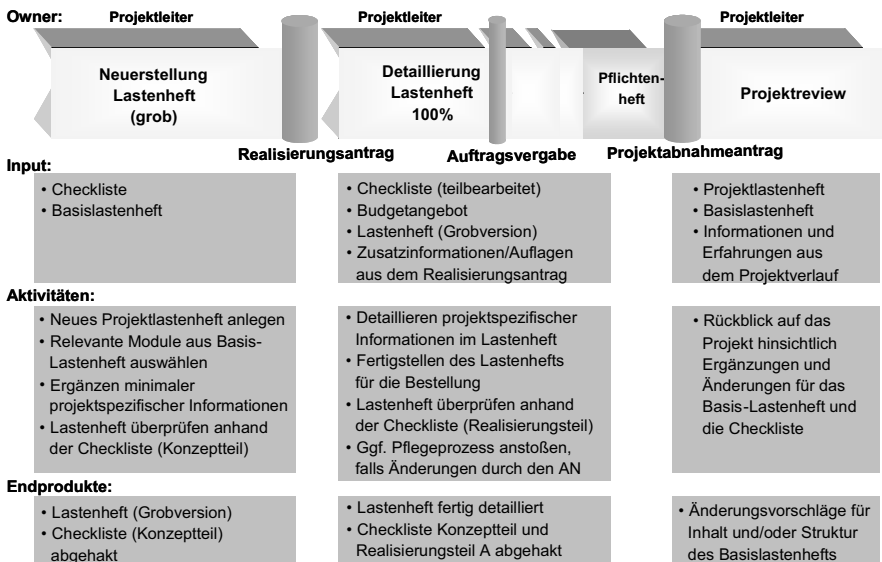 Owner: Projektleiter Projektleiter Projektleiter
Neuerstellung
Lastenheft
(grob)
Detaillierung
Lastenheft
100%
Pflichten-
heft
Projektreview
Realisierungsantrag
Auftragsvergabe
Projektabnahmeantrag
Input:
• Checkliste
• Basislastenheft
• Checkliste (teilbearbeitet)
• Budgetangebot
• Lastenheft (Grobversion)
• Zusatzinformationen/Auflagen
aus dem Realisierungsantrag
• Projektlastenheft
• Basislastenheft
• Informationen und
Erfahrungen aus
dem Projektverlauf
Aktivitäten:
• Neues Projektlastenheft anlegen
• Relevante Module aus Basis-
Lastenheft auswählen
• Ergänzen minimaler
projektspezifischer Informationen
• Lastenheft überprüfen anhand
der Checkliste (Konzeptteil)
• Detaillieren projektspezifischer
Informationen im Lastenheft
• Fertigstellen des Lastenhefts
für die Bestellung
• Lastenheft überprüfen anhand
der Checkliste (Realisierungsteil)
• Ggf. Pflegeprozess anstoßen,
falls Änderungen durch den AN
• Rückblick auf das
Projekt hinsichtlich
Ergänzungen und
Änderungen für das
Basis-Lastenheft und
die Checkliste
Endprodukte:
• Lastenheft (Grobversion)
• Checkliste (Konzeptteil)
abgehakt
• Lastenheft fertig detailliert
• Checkliste Konzeptteil und
Realisierungsteil A abgehakt
• Änderungsvorschläge für
Inhalt und/oder Struktur
des Basislastenhefts